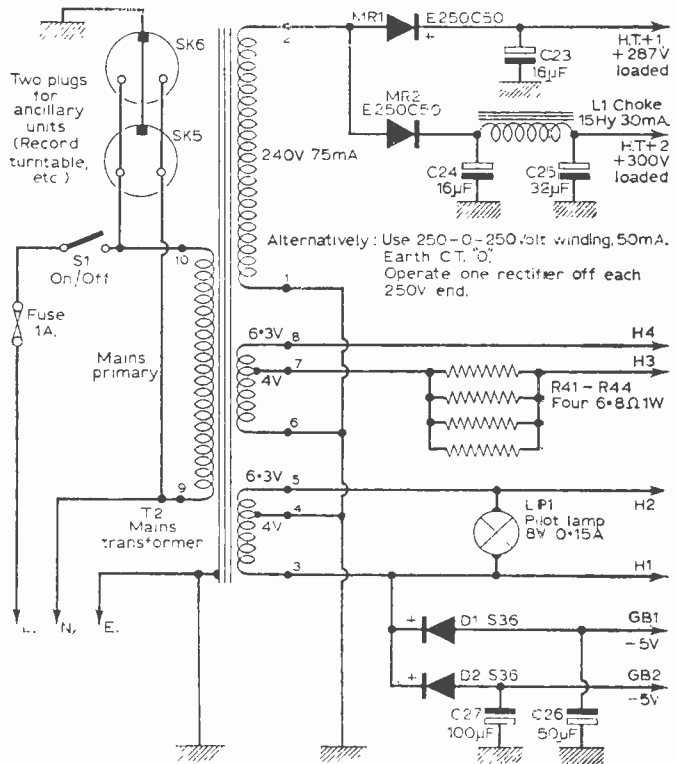 SK6
Two plugs
for
ancillary
units
(Record
turntable,
etc)
SK5
S1
On/Off
Fuse
1A.
10
Mains
primary
9
T2
Mains
transformer
L. N, E.
2
MR1
E250C50
+
C23
16µF
H.T.+1
+287V
loaded
MR2
E250C50
L1 Choke
15Hy 30mA.
H.T+2
+300V
loaded
C24
16µF
C25
32µF
240V 75mA
Alternatively: Use 250-0-250 Volt winding, 50mA.
Earth C.T. "0".
Operate one rectifier off each
250V end.
1
6·3V 8
H4
4V 7
H3
R41 - R44
Four 6·8Ω 1W
6
6·3V 5
H2
4V 4
LP1
Pilot lamp
8V 0·15A
3
H1
+ D1 S36
GB1
-5V
+ D2 S36
GB2
-5V
C27
100µF
C26
50µF